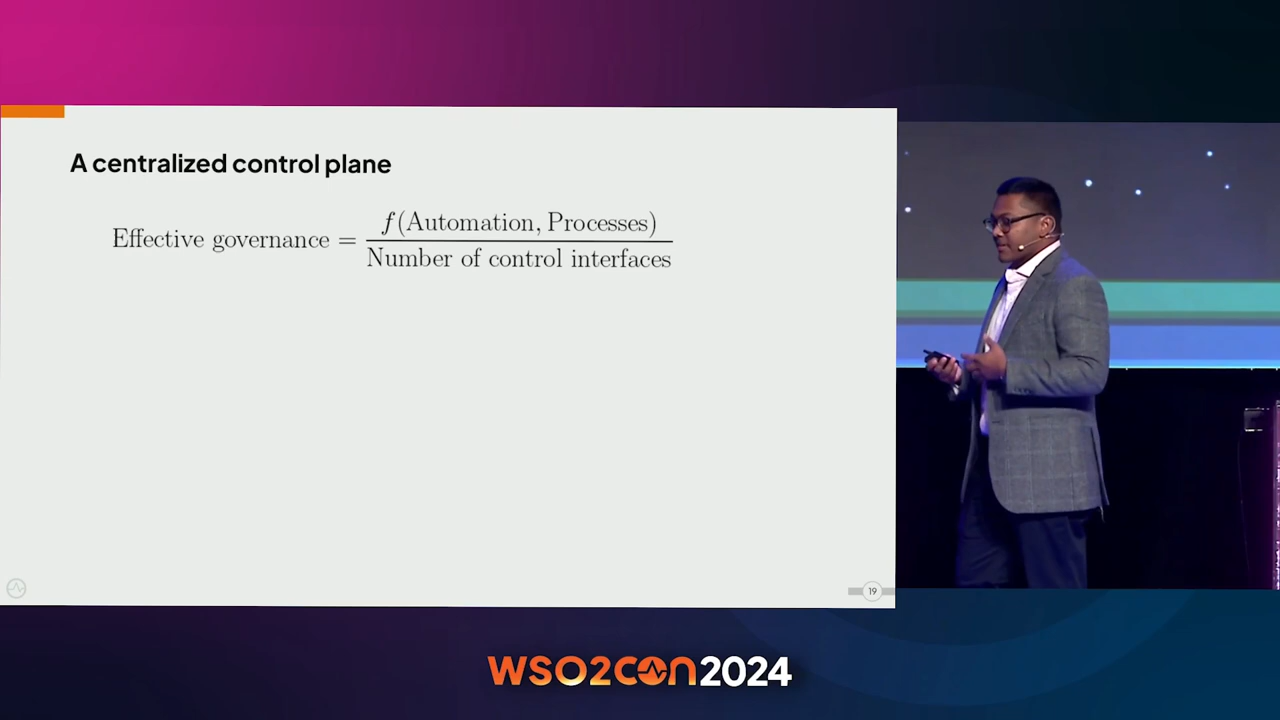 A centralized control plane
Effective governance = f(Automation, Processes) / Number of control interfaces
19
WSO2CON2024